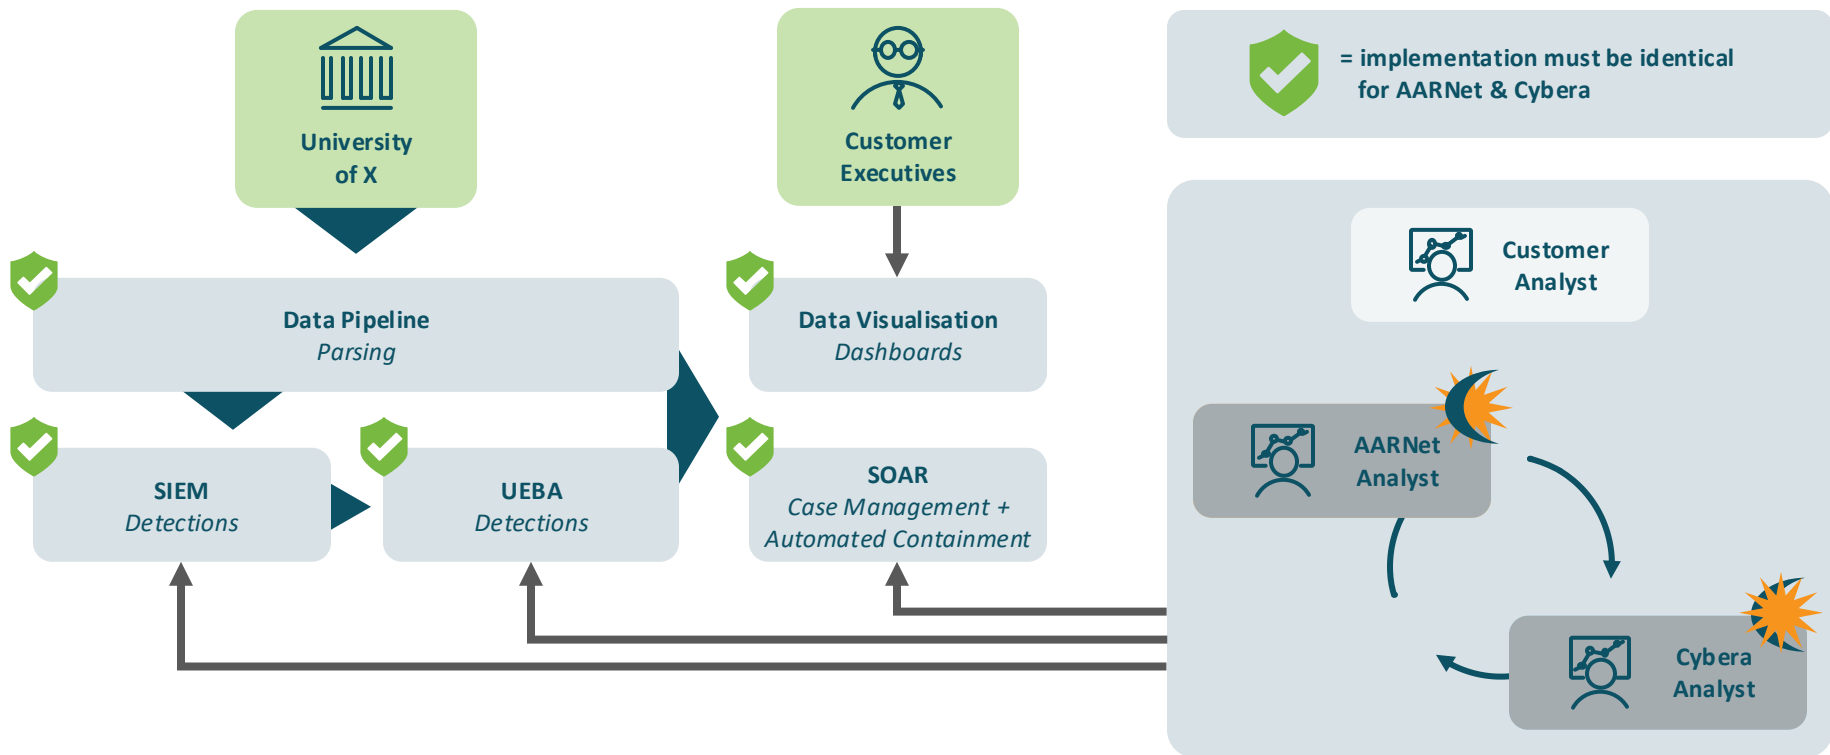 University
of X
Customer
Executives
= implementation must be identical
for AARNet & Cybera
Data Pipeline
Parsing
Data Visualisation
Dashboards
SIEM
Detections
UEBA
Detections
SOAR
Case Management +
Automated Containment
Customer
Analyst
AARNet
Analyst
Cybera
Analyst